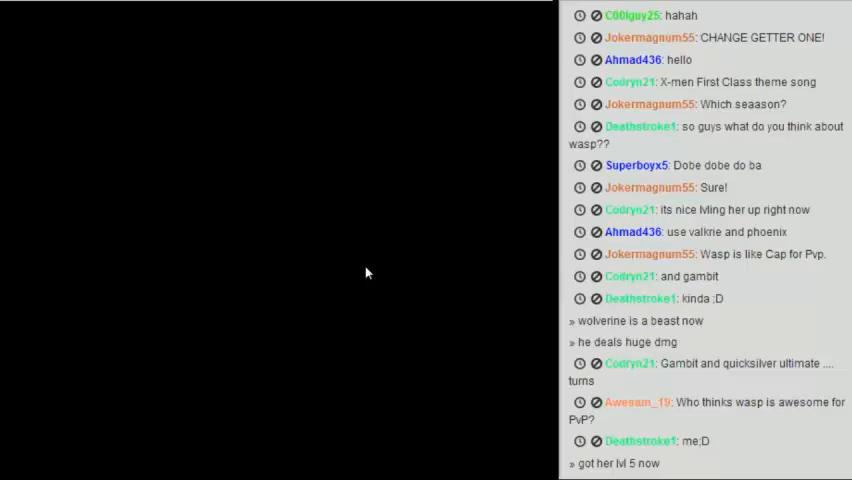 C00lguy25: hahah
Jokermagnum55: CHANGE GETTER ONE!
Ahmad436: hello
Codryn21: X-men First Class theme song
Jokermagnum55: Which seaason?
Deathstroke1: so guys what do you think about
wasp??
Superboyx5: Dobe dobe do ba
Jokermagnum55: Sure!
Codryn21: its nice lvling her up right now
Ahmad436: use valkrie and phoenix
Jokermagnum55: Wasp is like Cap for Pvp.
Codryn21: and gambit
Deathstroke1: kinda ;D
» wolverine is a beast now
» he deals huge dmg
Codryn21: Gambit and quicksilver ultimate ....
turns
Awesum_19: Who thinks wasp is awesome for
PvP?
Deathstroke1: me;D
» got her lvl 5 now